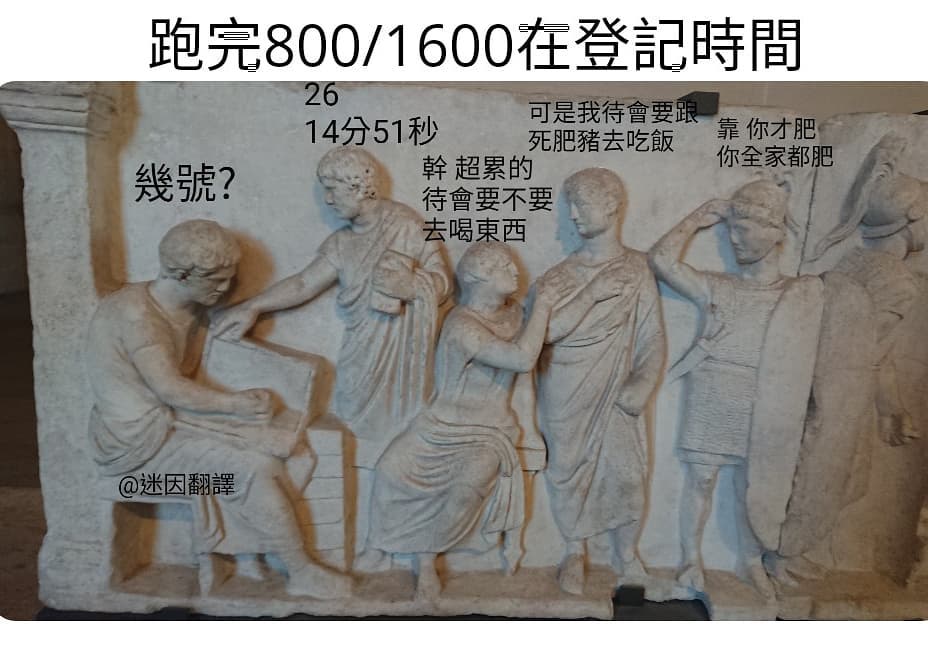 跑完800/1600在登記時間
幾號?
26
14分51秒
幹 超累的
待會要不要
去喝東西
可是我待會要跟
死肥豬去吃飯
靠 你才肥
你全家都肥
@迷因翻譯